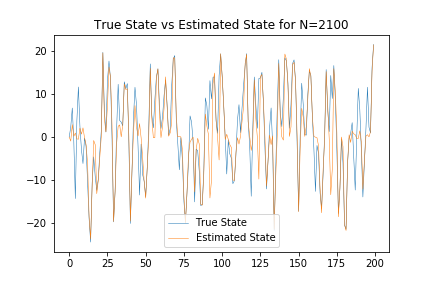 True State vs Estimated State for N=2100
20
10
0
−10
−20
True State
Estimated State
0 25 50 75 100 125 150 175 200